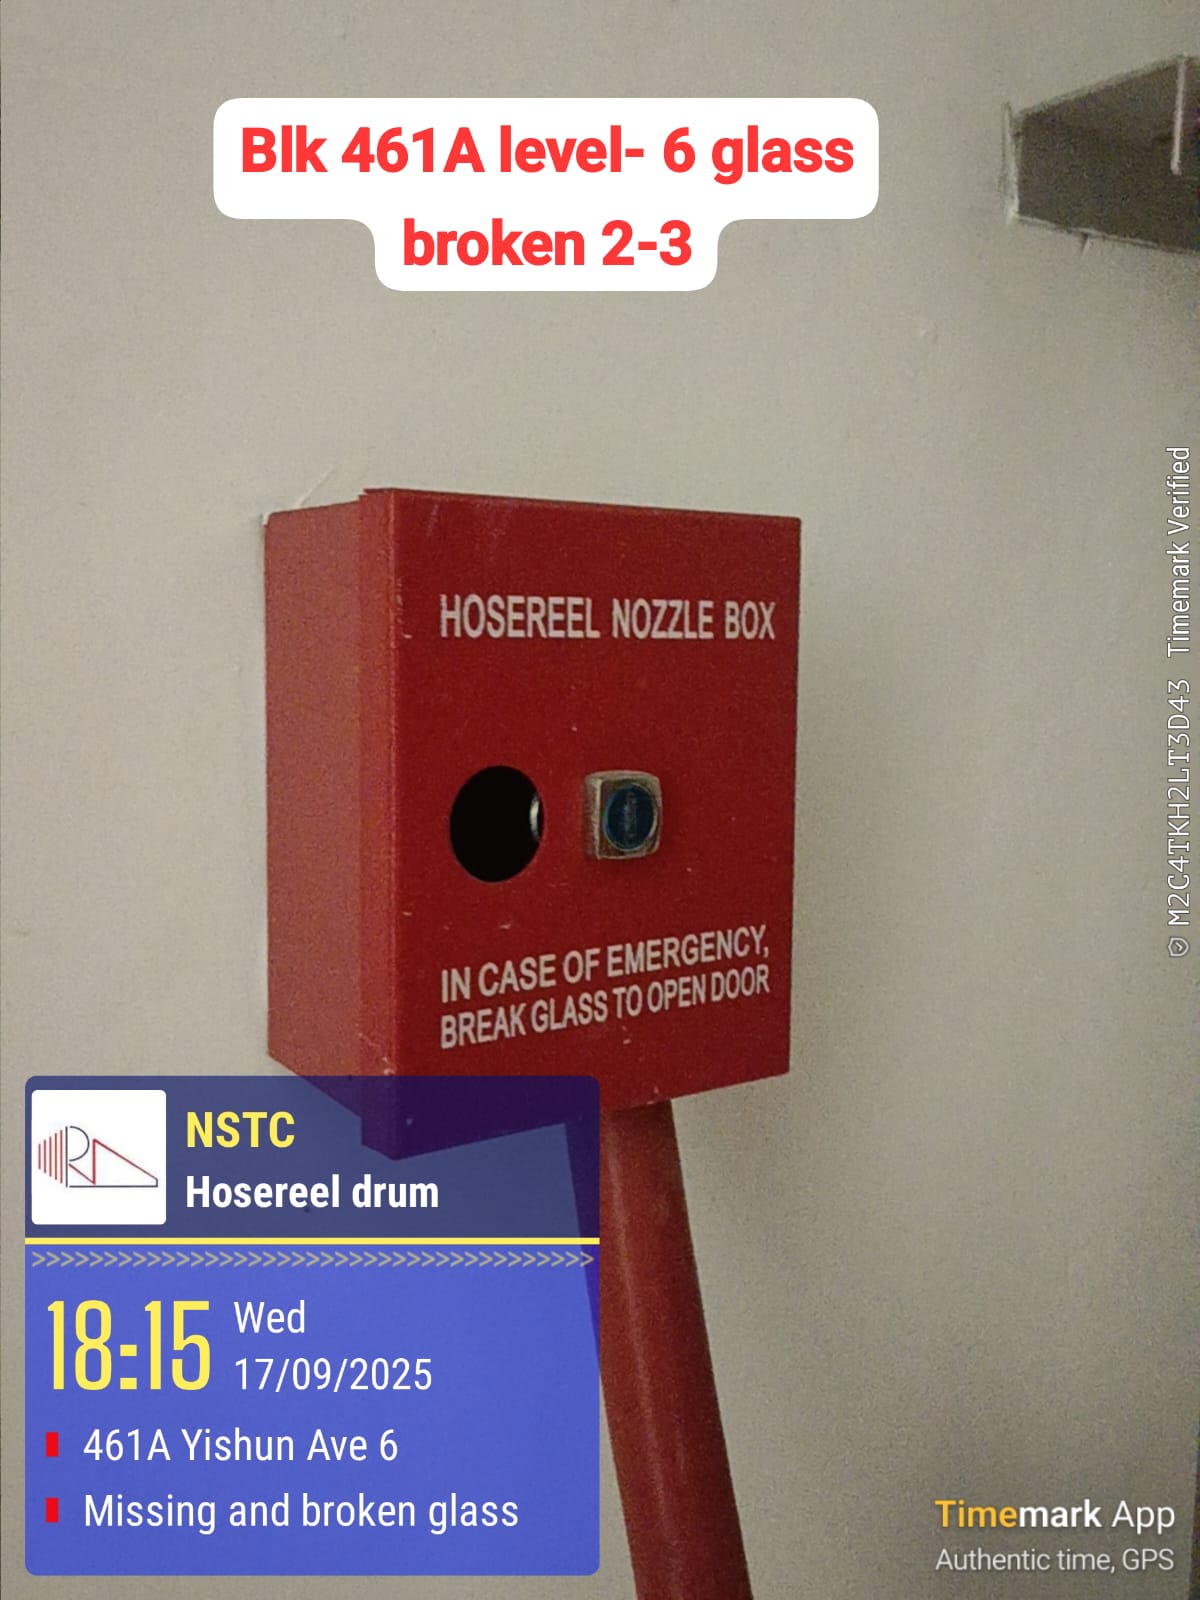 Blk 461A level- 6 glass
broken 2-3
HOSEREEL NOZZLE BOX
IN CASE OF EMERGENCY,
BREAK GLASS TO OPEN DOOR
NSTC
Hosereel drum
>>>>>>>>>>>>>>>>>>>>>>>>>>>>>>>>>>>>>>>
18:15
Wed
17/09/2025
461A Yishun Ave 6
Missing and broken glass
Timemark App
Authentic time, GPS
M2C4TKH2LT3D43 Timemark Verified